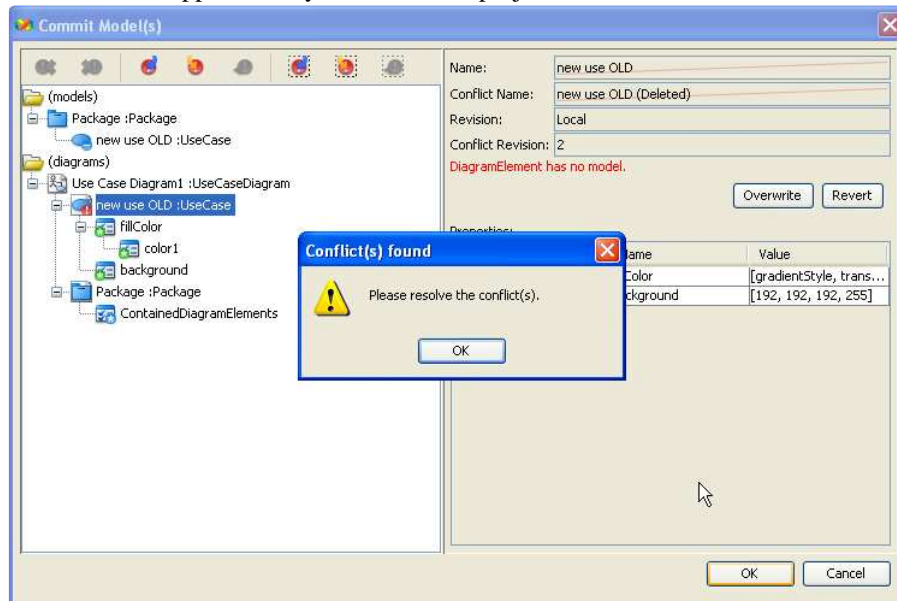 Commit Model(s)
(models)
Package :Package
new use OLD :UseCase
(diagrams)
Use Case Diagram1 :UseCaseDiagram
new use OLD :UseCase
fillColor
color1
background
Package :Package
ContainedDiagramElements
Name: new use OLD
Conflict Name: new use OLD (Deleted)
Revision: Local
Conflict Revision: 2
DiagramElement has no model.
Overwrite Revert
Value
[gradientStyle, trans...
[192, 192, 192, 255]
Conflict(s) found
Please resolve the conflict(s).
OK
OK Cancel